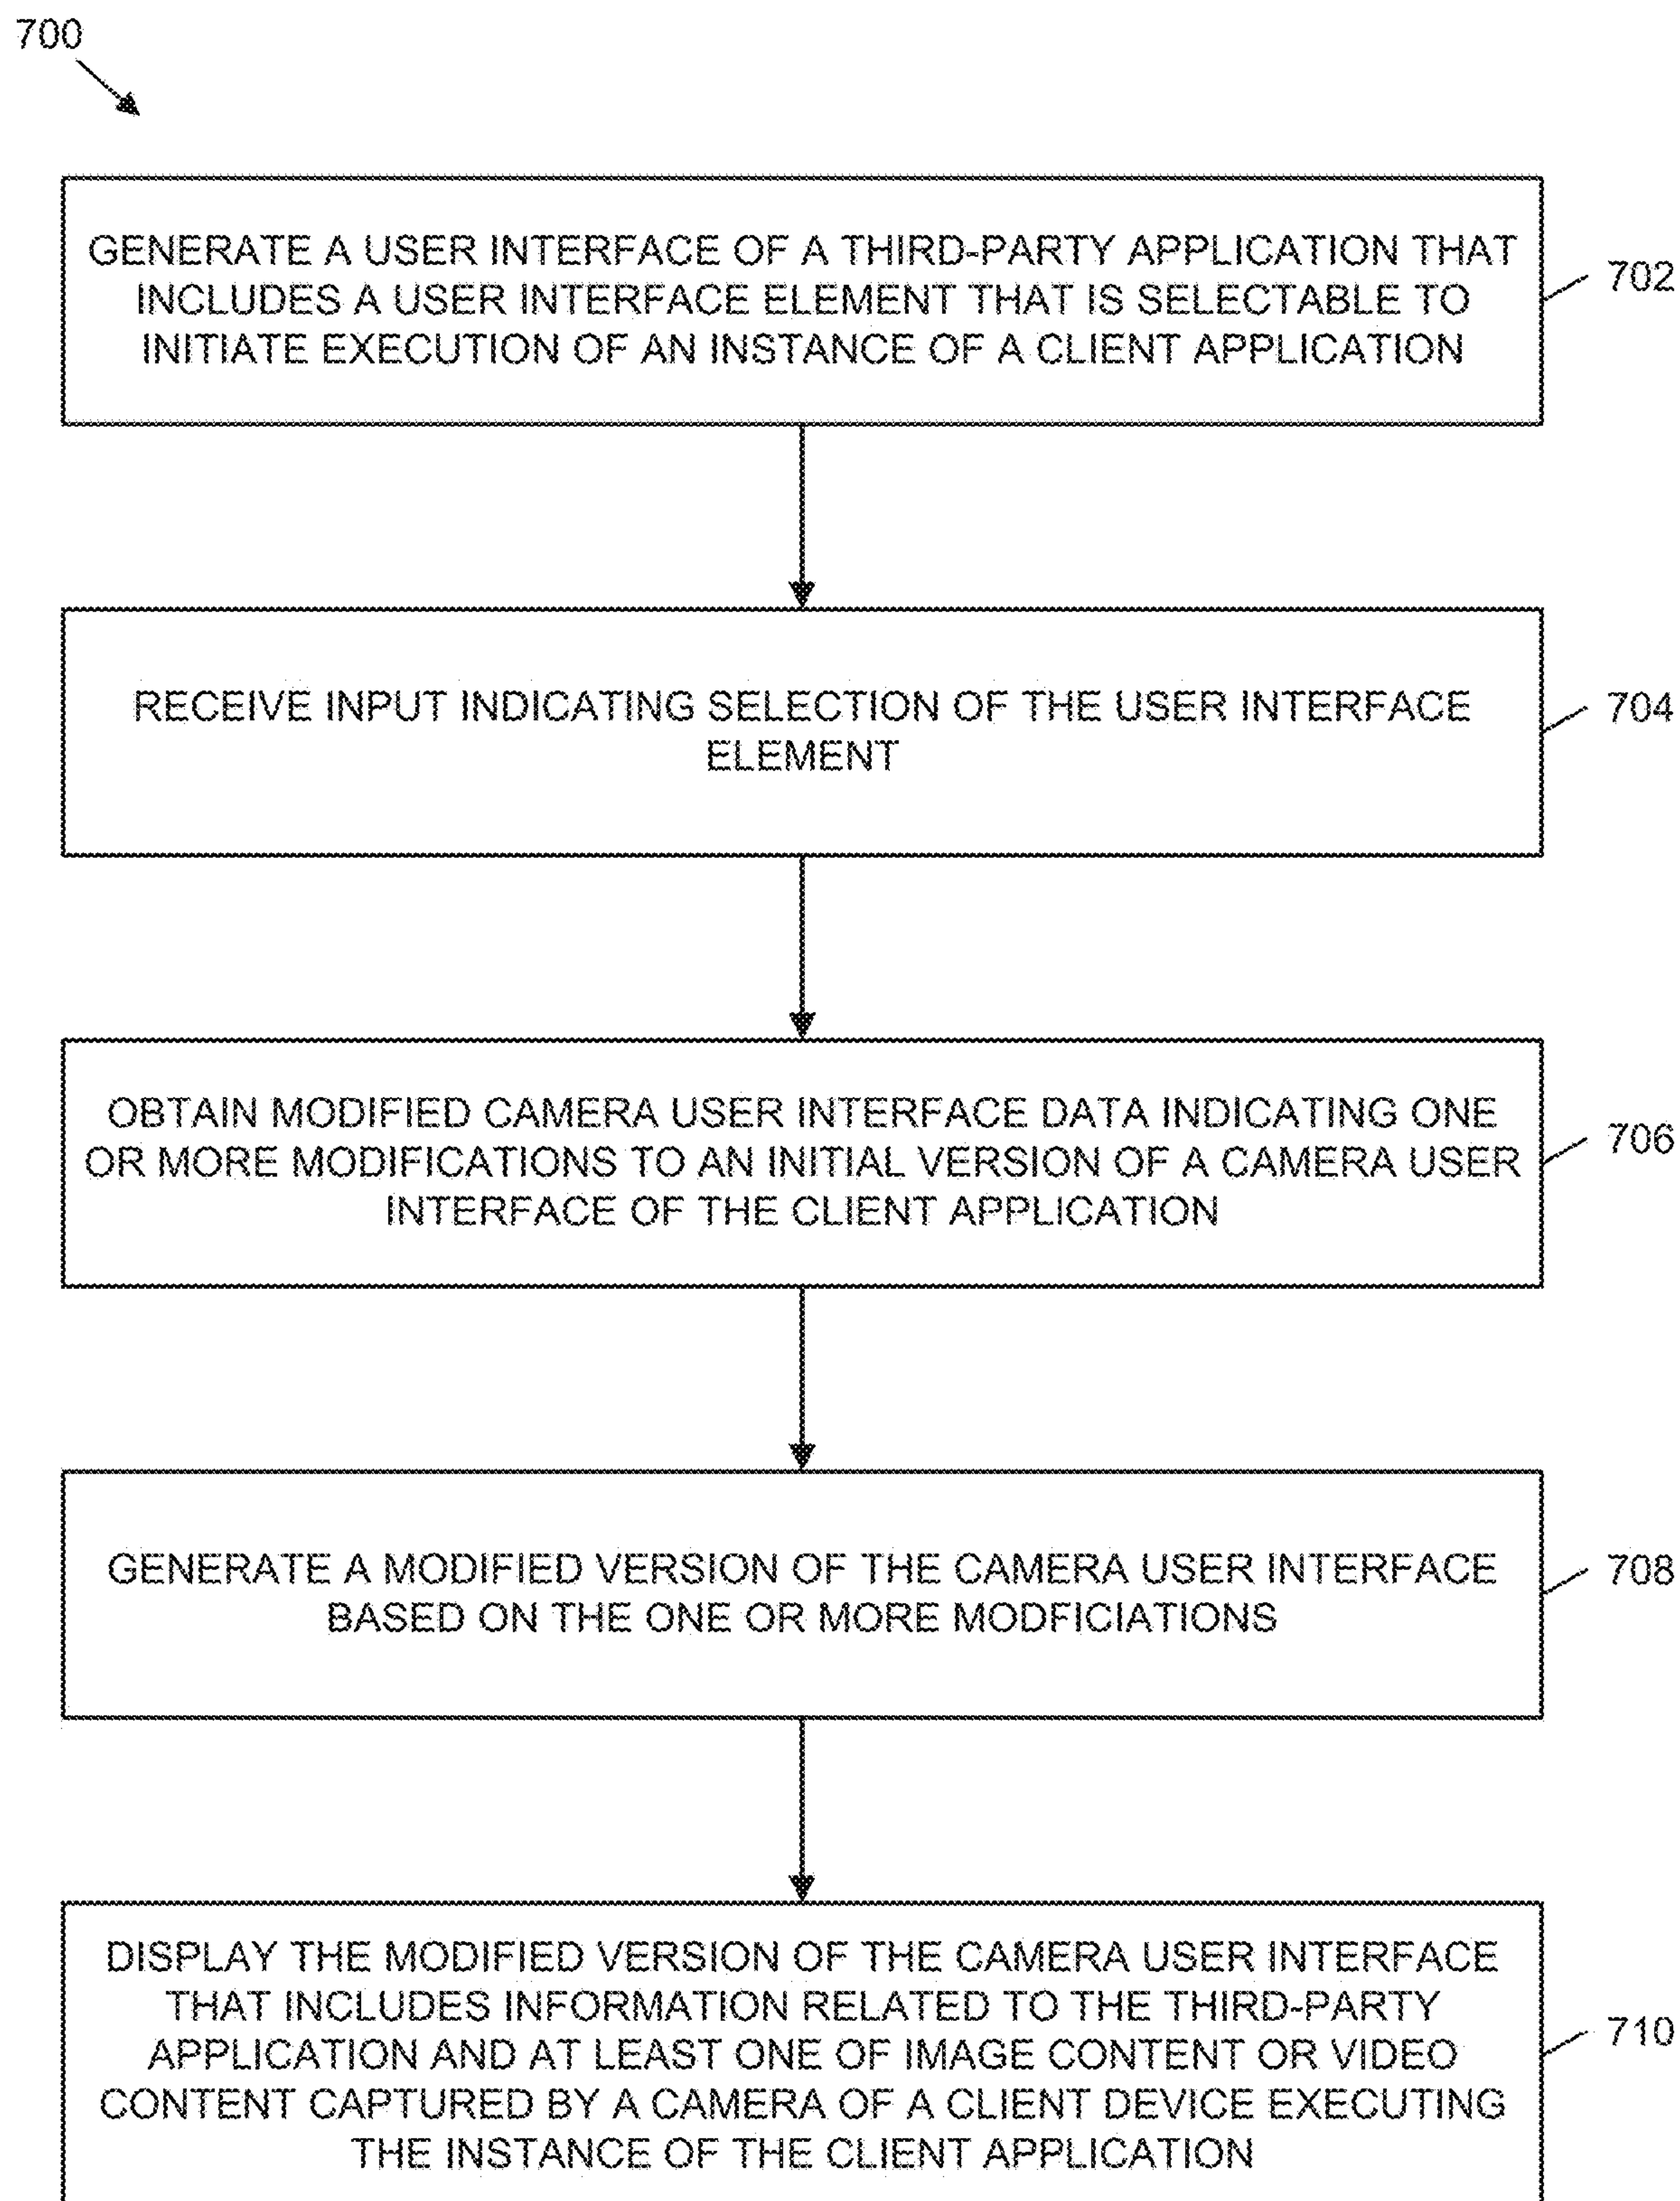 700
GENERATE A USER INTERFACE OF A THIRD-PARTY APPLICATION THAT
INCLUDES A USER INTERFACE ELEMENT THAT IS SELECTABLE TO
INITIATE EXECUTION OF AN INSTANCE OF A CLIENT APPLICATION
702
RECEIVE INPUT INDICATING SELECTION OF THE USER INTERFACE
ELEMENT
704
OBTAIN MODIFIED CAMERA USER INTERFACE DATA INDICATING ONE
OR MORE MODIFICATIONS TO AN INITIAL VERSION OF A CAMERA USER
INTERFACE OF THE CLIENT APPLICATION
706
GENERATE A MODIFIED VERSION OF THE CAMERA USER INTERFACE
BASED ON THE ONE OR MORE MODFICIATIONS
708
DISPLAY THE MODIFIED VERSION OF THE CAMERA USER INTERFACE
THAT INCLUDES INFORMATION RELATED TO THE THIRD-PARTY
APPLICATION AND AT LEAST ONE OF IMAGE CONTENT OR VIDEO
CONTENT CAPTURED BY A CAMERA OF A CLIENT DEVICE EXECUTING
THE INSTANCE OF THE CLIENT APPLICATION
710